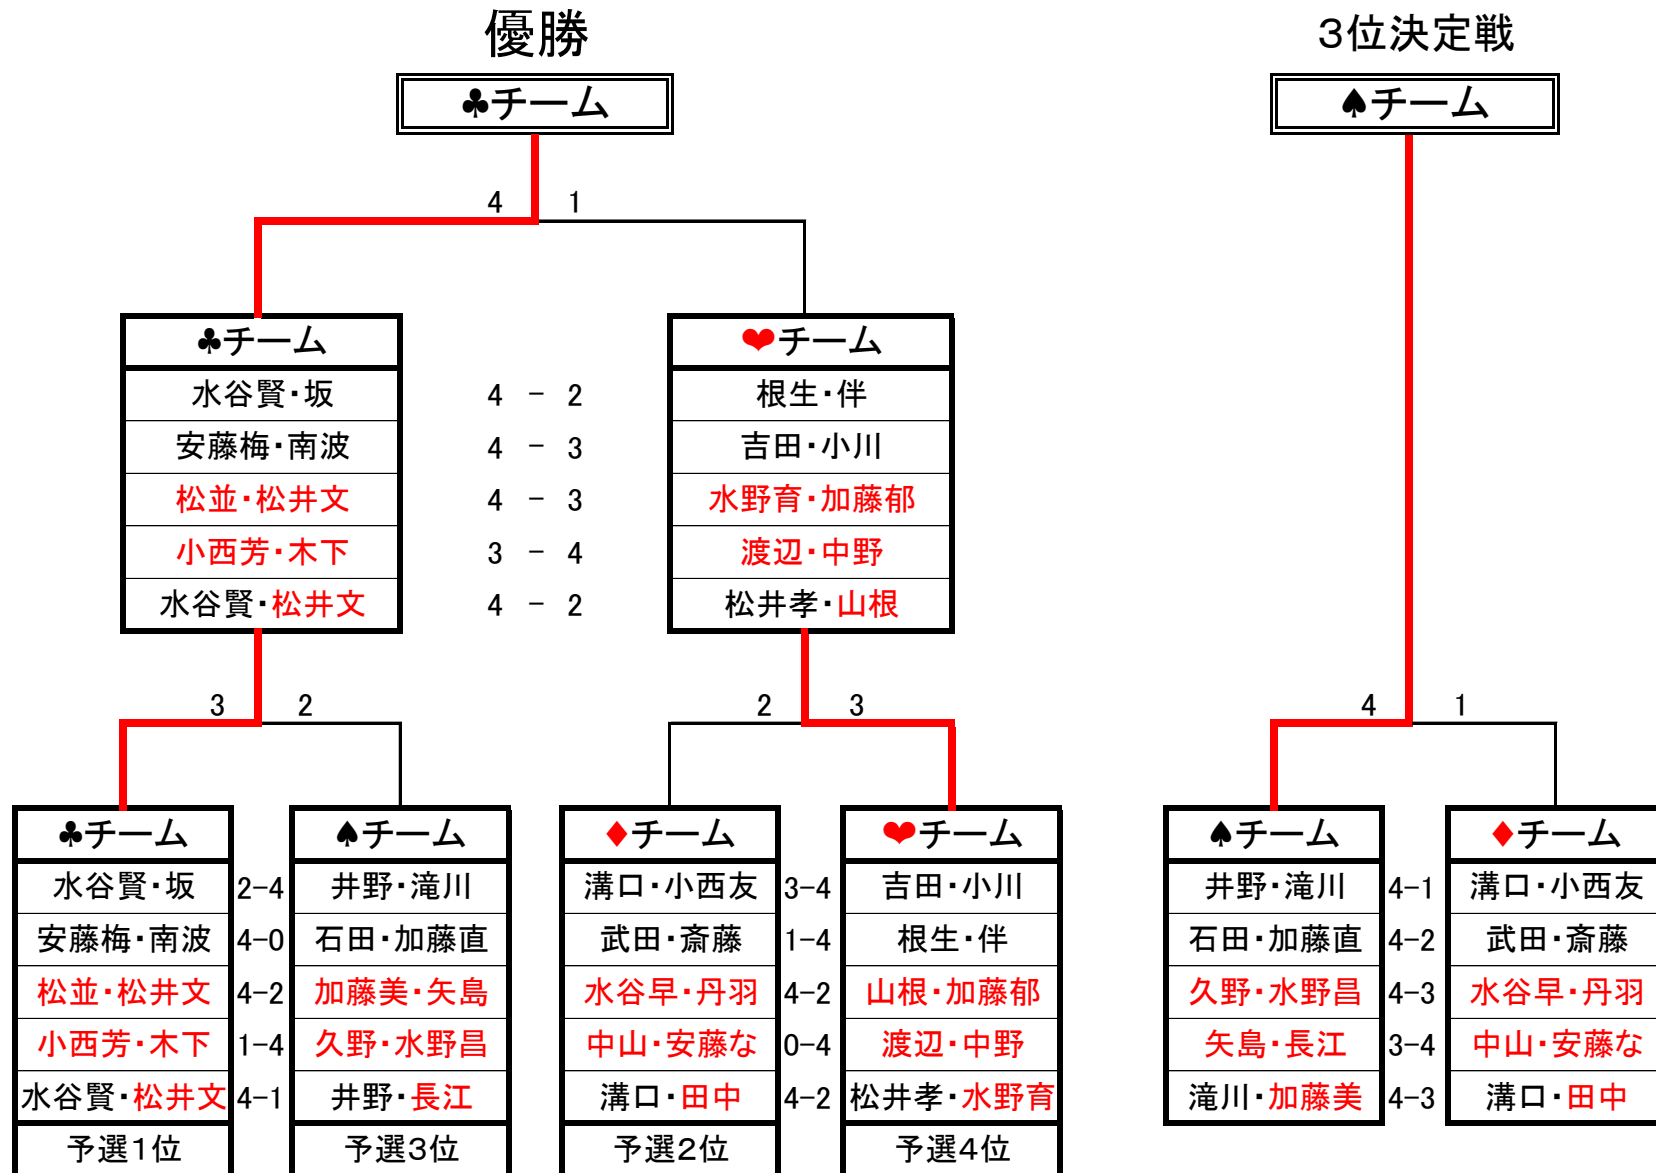 優勝 3位決定戦
♣チーム ♠チーム
4 1
♣チーム ❤チーム
水谷賢・坂 4 - 2 根生・伴
安藤梅・南波 4 - 3 吉田・小川
松並・松井文 4 - 3 水野育・加藤郁
小西芳・木下 3 - 4 渡辺・中野
水谷賢・松井文 4 - 2 松井孝・山根
3 2 2 3 4 1
♣チーム ♠チーム ♦チーム ❤チーム ♠チーム ♦チーム
水谷賢・坂 2-4 井野・滝川 溝口・小西友 3-4 吉田・小川 井野・滝川 4-1 溝口・小西友
安藤梅・南波 4-0 石田・加藤直 武田・斎藤 1-4 根生・伴 石田・加藤直 4-2 武田・斎藤
松並・松井文 4-2 加藤美・矢島 水谷早・丹羽 4-2 山根・加藤郁 久野・水野昌 4-3 水谷早・丹羽
小西芳・木下 1-4 久野・水野昌 中山・安藤な 0-4 渡辺・中野 矢島・長江 3-4 中山・安藤な
水谷賢・松井文 4-1 井野・長江 溝口・田中 4-2 松井孝・水野育 滝川・加藤美 4-3 溝口・田中
予選1位 予選3位 予選2位 予選4位